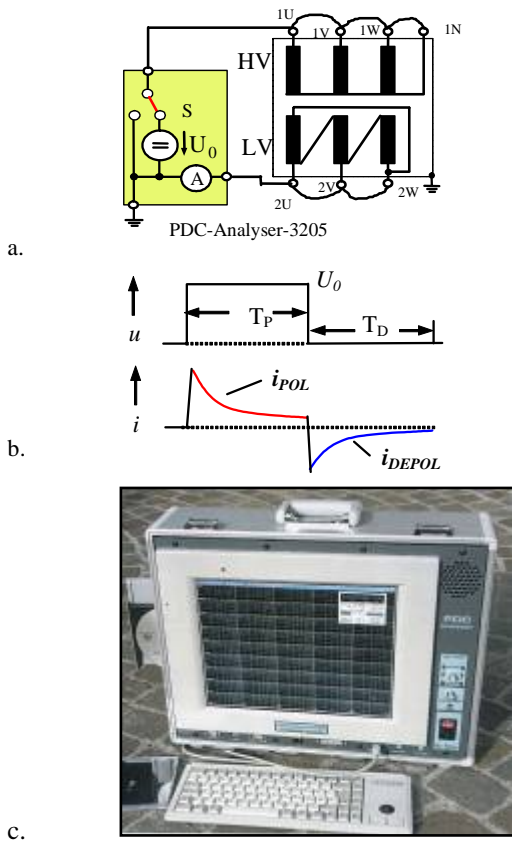 1U 1V 1W 1N
HV
S
U0
LV
A
2U 2V 2W
PDC-Analyser-3205
a.
U0
TP TD
u
iPOL
i
iDEPOL
b.
PDC
c.